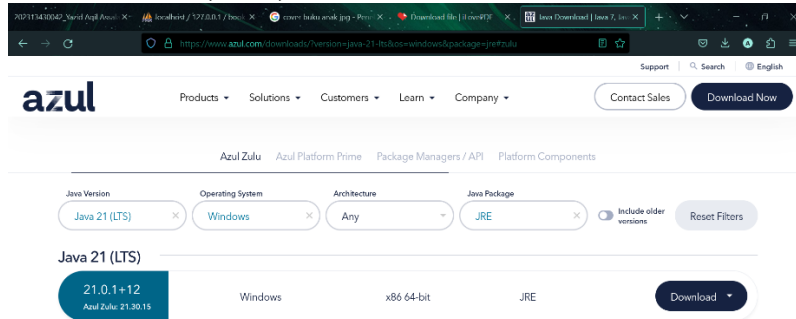 202313430042_Yazid Aqil Assal
localhost / 127.0.0.1 / book
cover buku anak jpg - Pen
Download file | iLovePDF
Java Download | Java 7, Jav
https://www.azul.com/downloads/?version=java-21-lts&os=windows&package=jre#zulu
Support Search English
azul Products Solutions Customers Learn Company Contact Sales Download Now
Azul Zulu Azul Platform Prime Package Managers / API Platform Components
Java Version Operating System Architecture Java Package
Java 21 (LTS) Windows Any JRE Include older versions Reset Filters
Java 21 (LTS)
21.0.1+12 Windows x86 64-bit JRE Download
Azul Zulu: 21.30.15